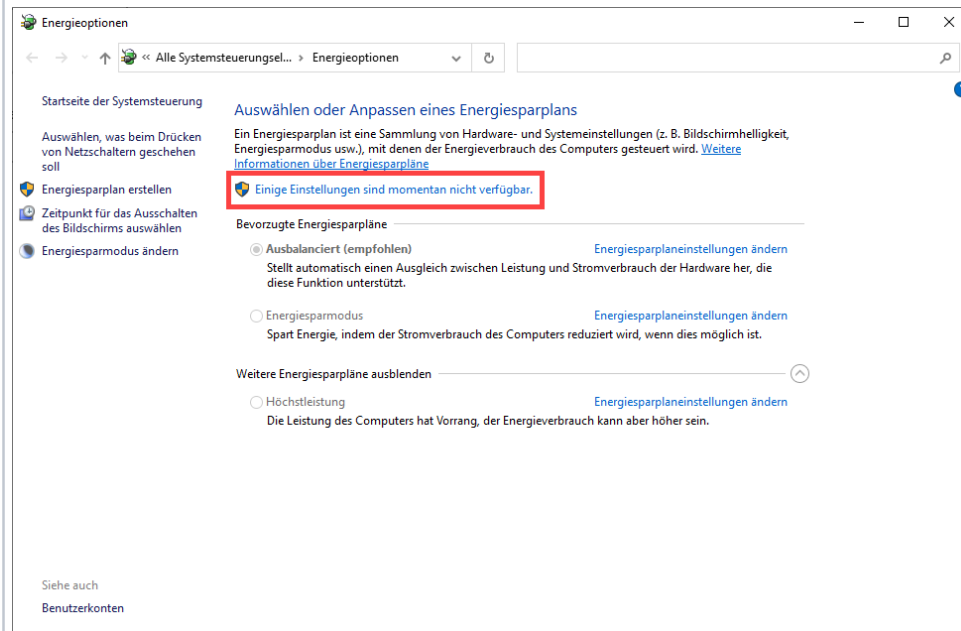 Energieoptionen
« Alle Systemsteuerungsel... › Energieoptionen
Startseite der Systemsteuerung
Auswählen, was beim Drücken
von Netzschaltern geschehen
soll
Energiesparplan erstellen
Zeitpunkt für das Ausschalten
des Bildschirms auswählen
Energiesparmodus ändern
Auswählen oder Anpassen eines Energiesparplans
Ein Energiesparplan ist eine Sammlung von Hardware- und Systemeinstellungen (z. B. Bildschirmhelligkeit,
Energiesparmodus usw.), mit denen der Energieverbrauch des Computers gesteuert wird. Weitere
Informationen über Energiesparpläne
Einige Einstellungen sind momentan nicht verfügbar.
Bevorzugte Energiesparpläne
Ausbalanciert (empfohlen) Energiesparplaneinstellungen ändern
Stellt automatisch einen Ausgleich zwischen Leistung und Stromverbrauch der Hardware her, die
diese Funktion unterstützt.
Energiesparmodus Energiesparplaneinstellungen ändern
Spart Energie, indem der Stromverbrauch des Computers reduziert wird, wenn dies möglich ist.
Weitere Energiesparpläne ausblenden
Höchstleistung Energiesparplaneinstellungen ändern
Die Leistung des Computers hat Vorrang, der Energieverbrauch kann aber höher sein.
Siehe auch
Benutzerkonten